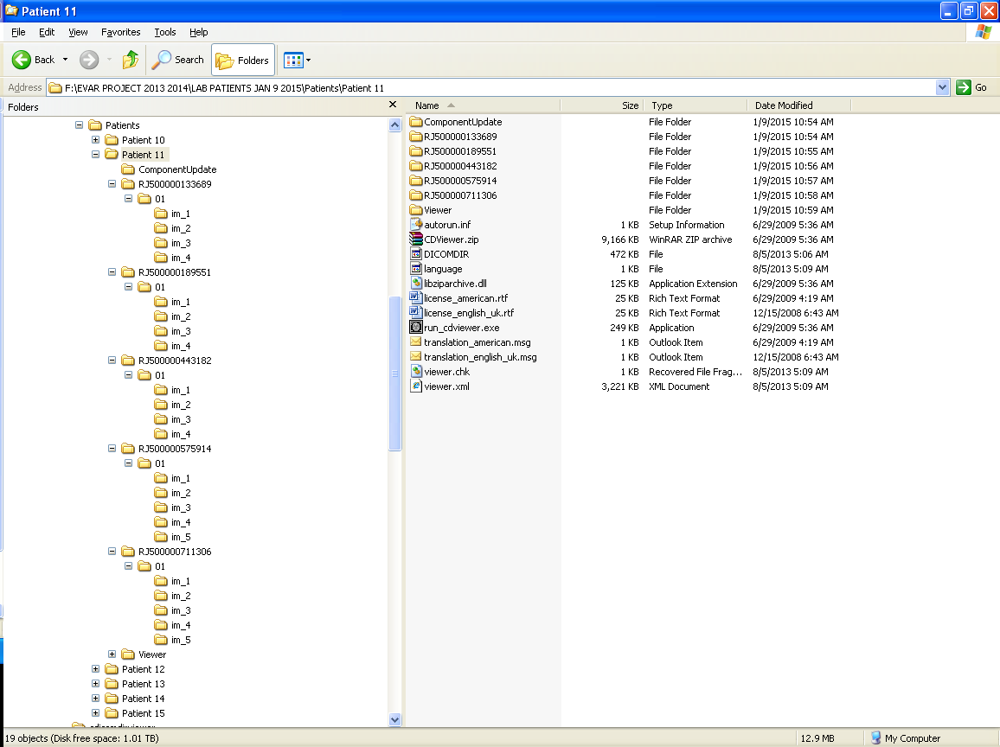 Patient 11
File Edit View Favorites Tools Help
Back Search Folders
Address F:\EVAR PROJECT 2013 2014\LAB PATIENTS JAN 9 2015\Patients\Patient 11 Go
Folders
Patients
Patient 10
Patient 11
ComponentUpdate
RJ500000133689
01
im_1
im_2
im_3
im_4
RJ500000189551
01
im_1
im_2
im_3
im_4
RJ500000443182
01
im_1
im_2
im_3
im_4
RJ500000575914
01
im_1
im_2
im_3
im_4
im_5
RJ500000711306
01
im_1
im_2
im_3
im_4
im_5
Viewer
Patient 12
Patient 13
Patient 14
Patient 15
Name Size Type Date Modified
ComponentUpdate File Folder 1/9/2015 10:54 AM
RJ500000133689 File Folder 1/9/2015 10:54 AM
RJ500000189551 File Folder 1/9/2015 10:55 AM
RJ500000443182 File Folder 1/9/2015 10:56 AM
RJ500000575914 File Folder 1/9/2015 10:57 AM
RJ500000711306 File Folder 1/9/2015 10:58 AM
Viewer File Folder 1/9/2015 10:59 AM
autorun.inf 1 KB Setup Information 6/29/2009 5:36 AM
CDViewer.zip 9,166 KB WinRAR ZIP archive 6/29/2009 5:36 AM
DICOMDIR 472 KB File 8/5/2013 5:06 AM
language 1 KB File 8/5/2013 5:09 AM
libziparchive.dll 125 KB Application Extension 6/29/2009 5:36 AM
license_american.rtf 25 KB Rich Text Format 6/29/2009 4:19 AM
license_english_uk.rtf 25 KB Rich Text Format 12/15/2008 6:43 AM
run_cdviewer.exe 249 KB Application 6/29/2009 5:36 AM
translation_american.msg 1 KB Outlook Item 6/29/2009 4:19 AM
translation_english_uk.msg 1 KB Outlook Item 12/15/2008 6:43 AM
viewer.chk 1 KB Recovered File Frag... 8/5/2013 5:09 AM
viewer.xml 3,221 KB XML Document 8/5/2013 5:09 AM
19 objects (Disk free space: 1.01 TB) 12.9 MB My Computer